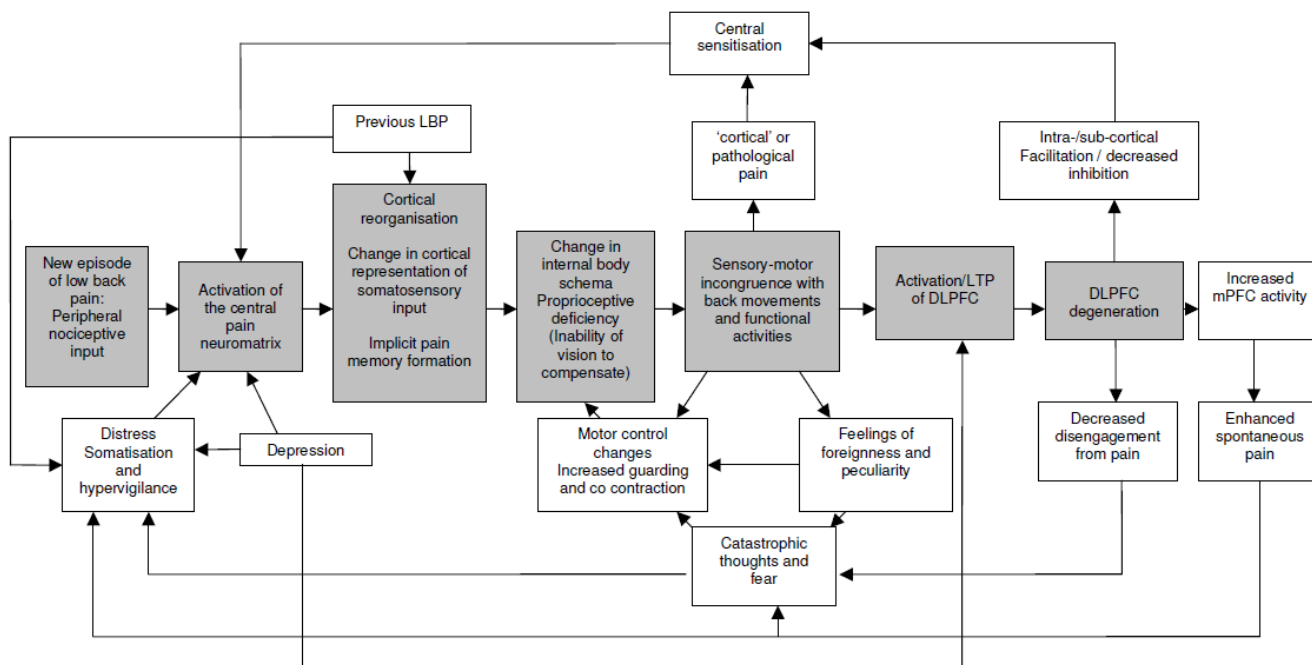 Central
sensitisation
Previous LBP
‘cortical’ or
pathological
pain
Intra-/sub-cortical
Facilitation / decreased
inhibition
New episode of
low back pain:
Peripheral
nociceptive
input
Activation of
the central
pain
neuromatrix
Cortical
reorganisation
Change in cortical
representation of
somatosensory
input
Implicit pain
memory formation
Change in
internal body
schema
Proprioceptive
deficiency
(Inability of
vision to
compensate)
Sensory-motor
incongruence with
back movements
and functional
activities
Activation/LTP
of DLPFC
DLPFC
degeneration
Increased
mPFC activity
Distress
Somatisation
and
hypervigilance
Depression
Motor control
changes
Increased guarding
and co contraction
Feelings of
foreignness and
peculiarity
Decreased
disengagement
from pain
Enhanced
spontaneous
pain
Catastrophic
thoughts and
fear